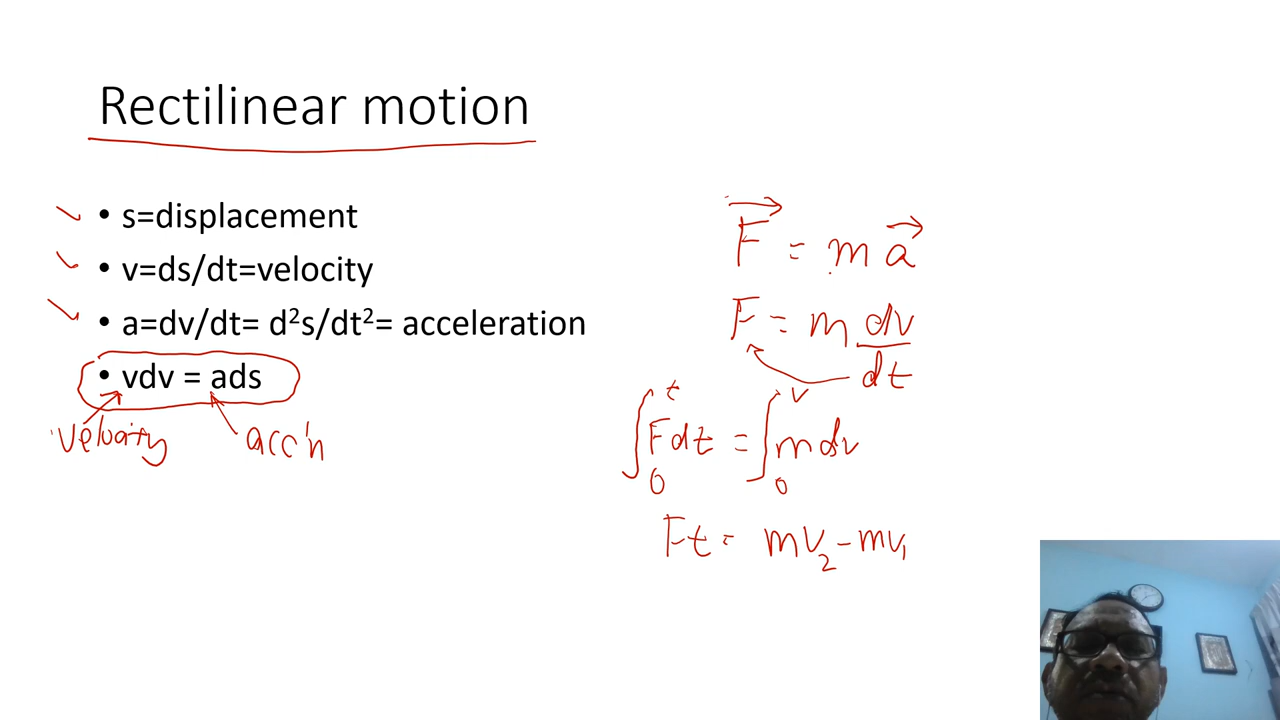 Rectilinear motion
• s=displacement
• v=ds/dt=velocity
• a=dv/dt= d²s/dt²= acceleration
• vdv = ads
velocity acc'n
F = m a
F = m dv/dt
∫₀ᵗ Fdt = ∫₀ᵛ mdv
Ft = mv₂ - mv₁